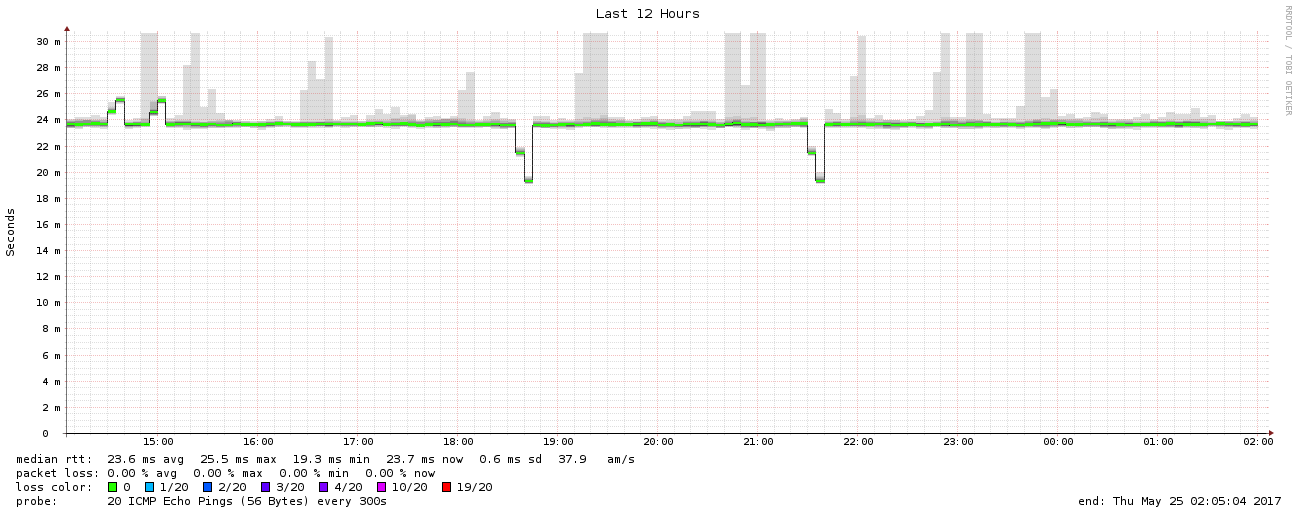 Last 12 Hours
RRDTOOL / TOBI OETIKER
Seconds
30 m
28 m
26 m
24 m
22 m
20 m
18 m
16 m
14 m
12 m
10 m
8 m
6 m
4 m
2 m
0
15:00 16:00 17:00 18:00 19:00 20:00 21:00 22:00 23:00 00:00 01:00 02:00
median rtt: 23.6 ms avg 25.5 ms max 19.3 ms min 23.7 ms now 0.6 ms sd 37.9 am/s
packet loss: 0.00 % avg 0.00 % max 0.00 % min 0.00 % now
loss color: 0 1/20 2/20 3/20 4/20 10/20 19/20
probe: 20 ICMP Echo Pings (56 Bytes) every 300s
end: Thu May 25 02:05:04 2017